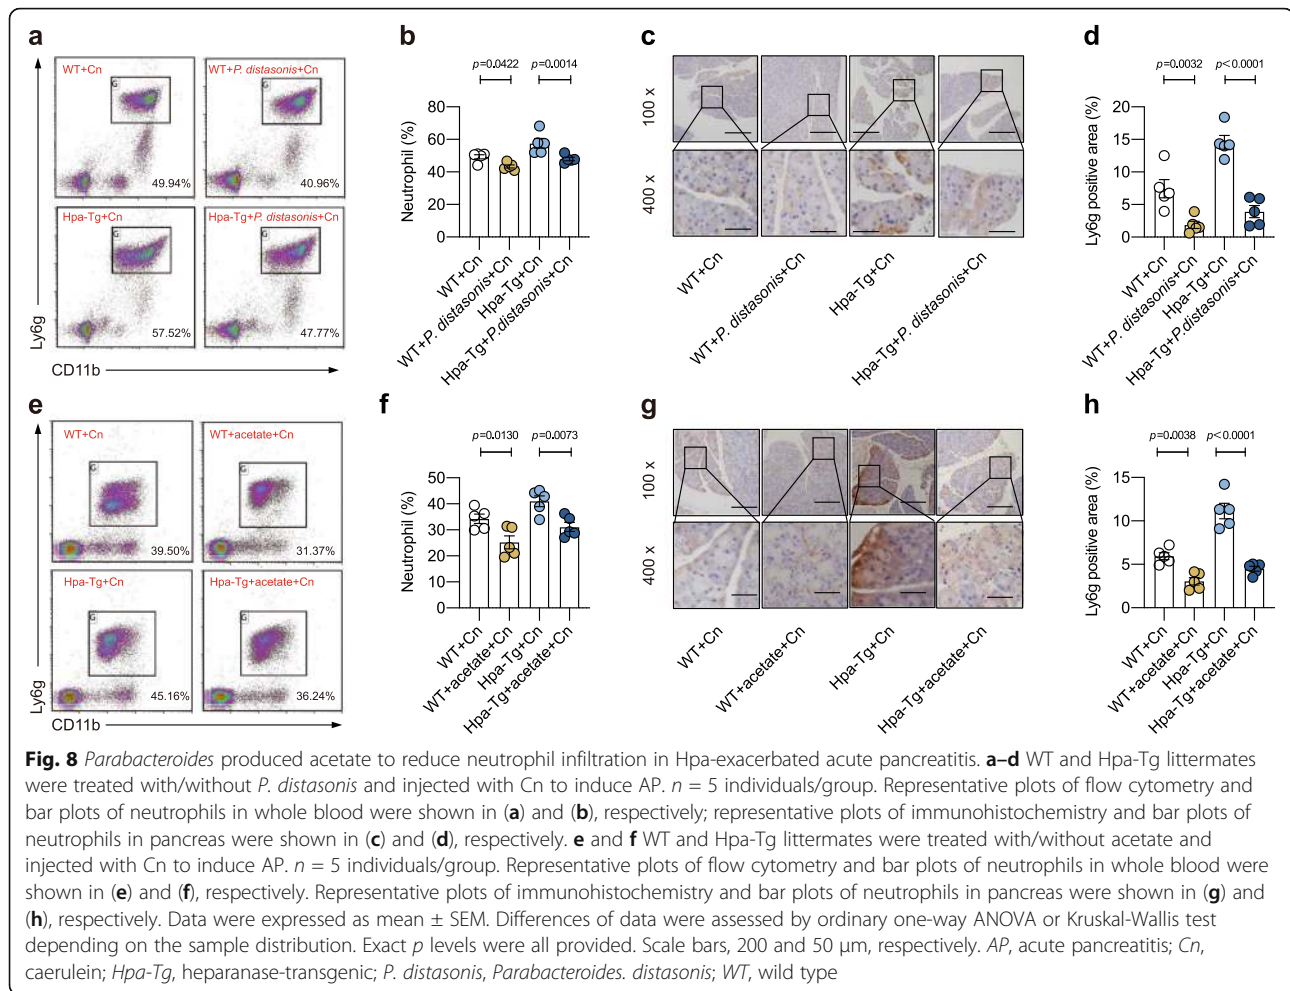 a
WT+Cn
G
49.94%
WT+P. distasonis+Cn
G
40.96%
Hpa-Tg+Cn
G
57.52%
Hpa-Tg+P. distasonis+Cn
G
47.77%
Ly6g
CD11b
b
p=0.0422
p=0.0014
Neutrophil (%)
80
60
40
20
0
WT+Cn
WT+P. distasonis+Cn
Hpa-Tg+Cn
Hpa-Tg+P.distasonis+Cn
c
100 x
400 x
WT+Cn
WT+P. distasonis+Cn
Hpa-Tg+Cn
Hpa-Tg+P. distasonis+Cn
d
p=0.0032
p<0.0001
Ly6g positive area (%)
20
15
10
5
0
WT+Cn
WT+P. distasonis+Cn
Hpa-Tg+Cn
Hpa-Tg+P.distasonis+Cn
e
WT+Cn
G
39.50%
WT+acetate+Cn
G
31.37%
Hpa-Tg+Cn
G
45.16%
Hpa-Tg+acetate+Cn
G
36.24%
Ly6g
CD11b
f
p=0.0130
p=0.0073
Neutrophil (%)
50
40
30
20
10
0
WT+Cn
WT+acetate+Cn
Hpa-Tg+Cn
Hpa-Tg+acetate+Cn
g
100 x
400 x
WT+Cn
WT+acetate+Cn
Hpa-Tg+Cn
Hpa-Tg+acetate+Cn
h
p=0.0038
p<0.0001
Ly6g positive area (%)
15
10
5
0
WT+Cn
WT+acetate+Cn
Hpa-Tg+Cn
Hpa-Tg+acetate+Cn
Fig. 8 Parabacteroides produced acetate to reduce neutrophil infiltration in Hpa-exacerbated acute pancreatitis. a–d WT and Hpa-Tg littermates
were treated with/without P. distasonis and injected with Cn to induce AP. n = 5 individuals/group. Representative plots of flow cytometry and
bar plots of neutrophils in whole blood were shown in (a) and (b), respectively; representative plots of immunohistochemistry and bar plots of
neutrophils in pancreas were shown in (c) and (d), respectively. e and f WT and Hpa-Tg littermates were treated with/without acetate and
injected with Cn to induce AP. n = 5 individuals/group. Representative plots of flow cytometry and bar plots of neutrophils in whole blood were
shown in (e) and (f), respectively. Representative plots of immunohistochemistry and bar plots of neutrophils in pancreas were shown in (g) and
(h), respectively. Data were expressed as mean ± SEM. Differences of data were assessed by ordinary one-way ANOVA or Kruskal-Wallis test
depending on the sample distribution. Exact p levels were all provided. Scale bars, 200 and 50 μm, respectively. AP, acute pancreatitis; Cn,
caerulein; Hpa-Tg, heparanase-transgenic; P. distasonis, Parabacteroides. distasonis; WT, wild type